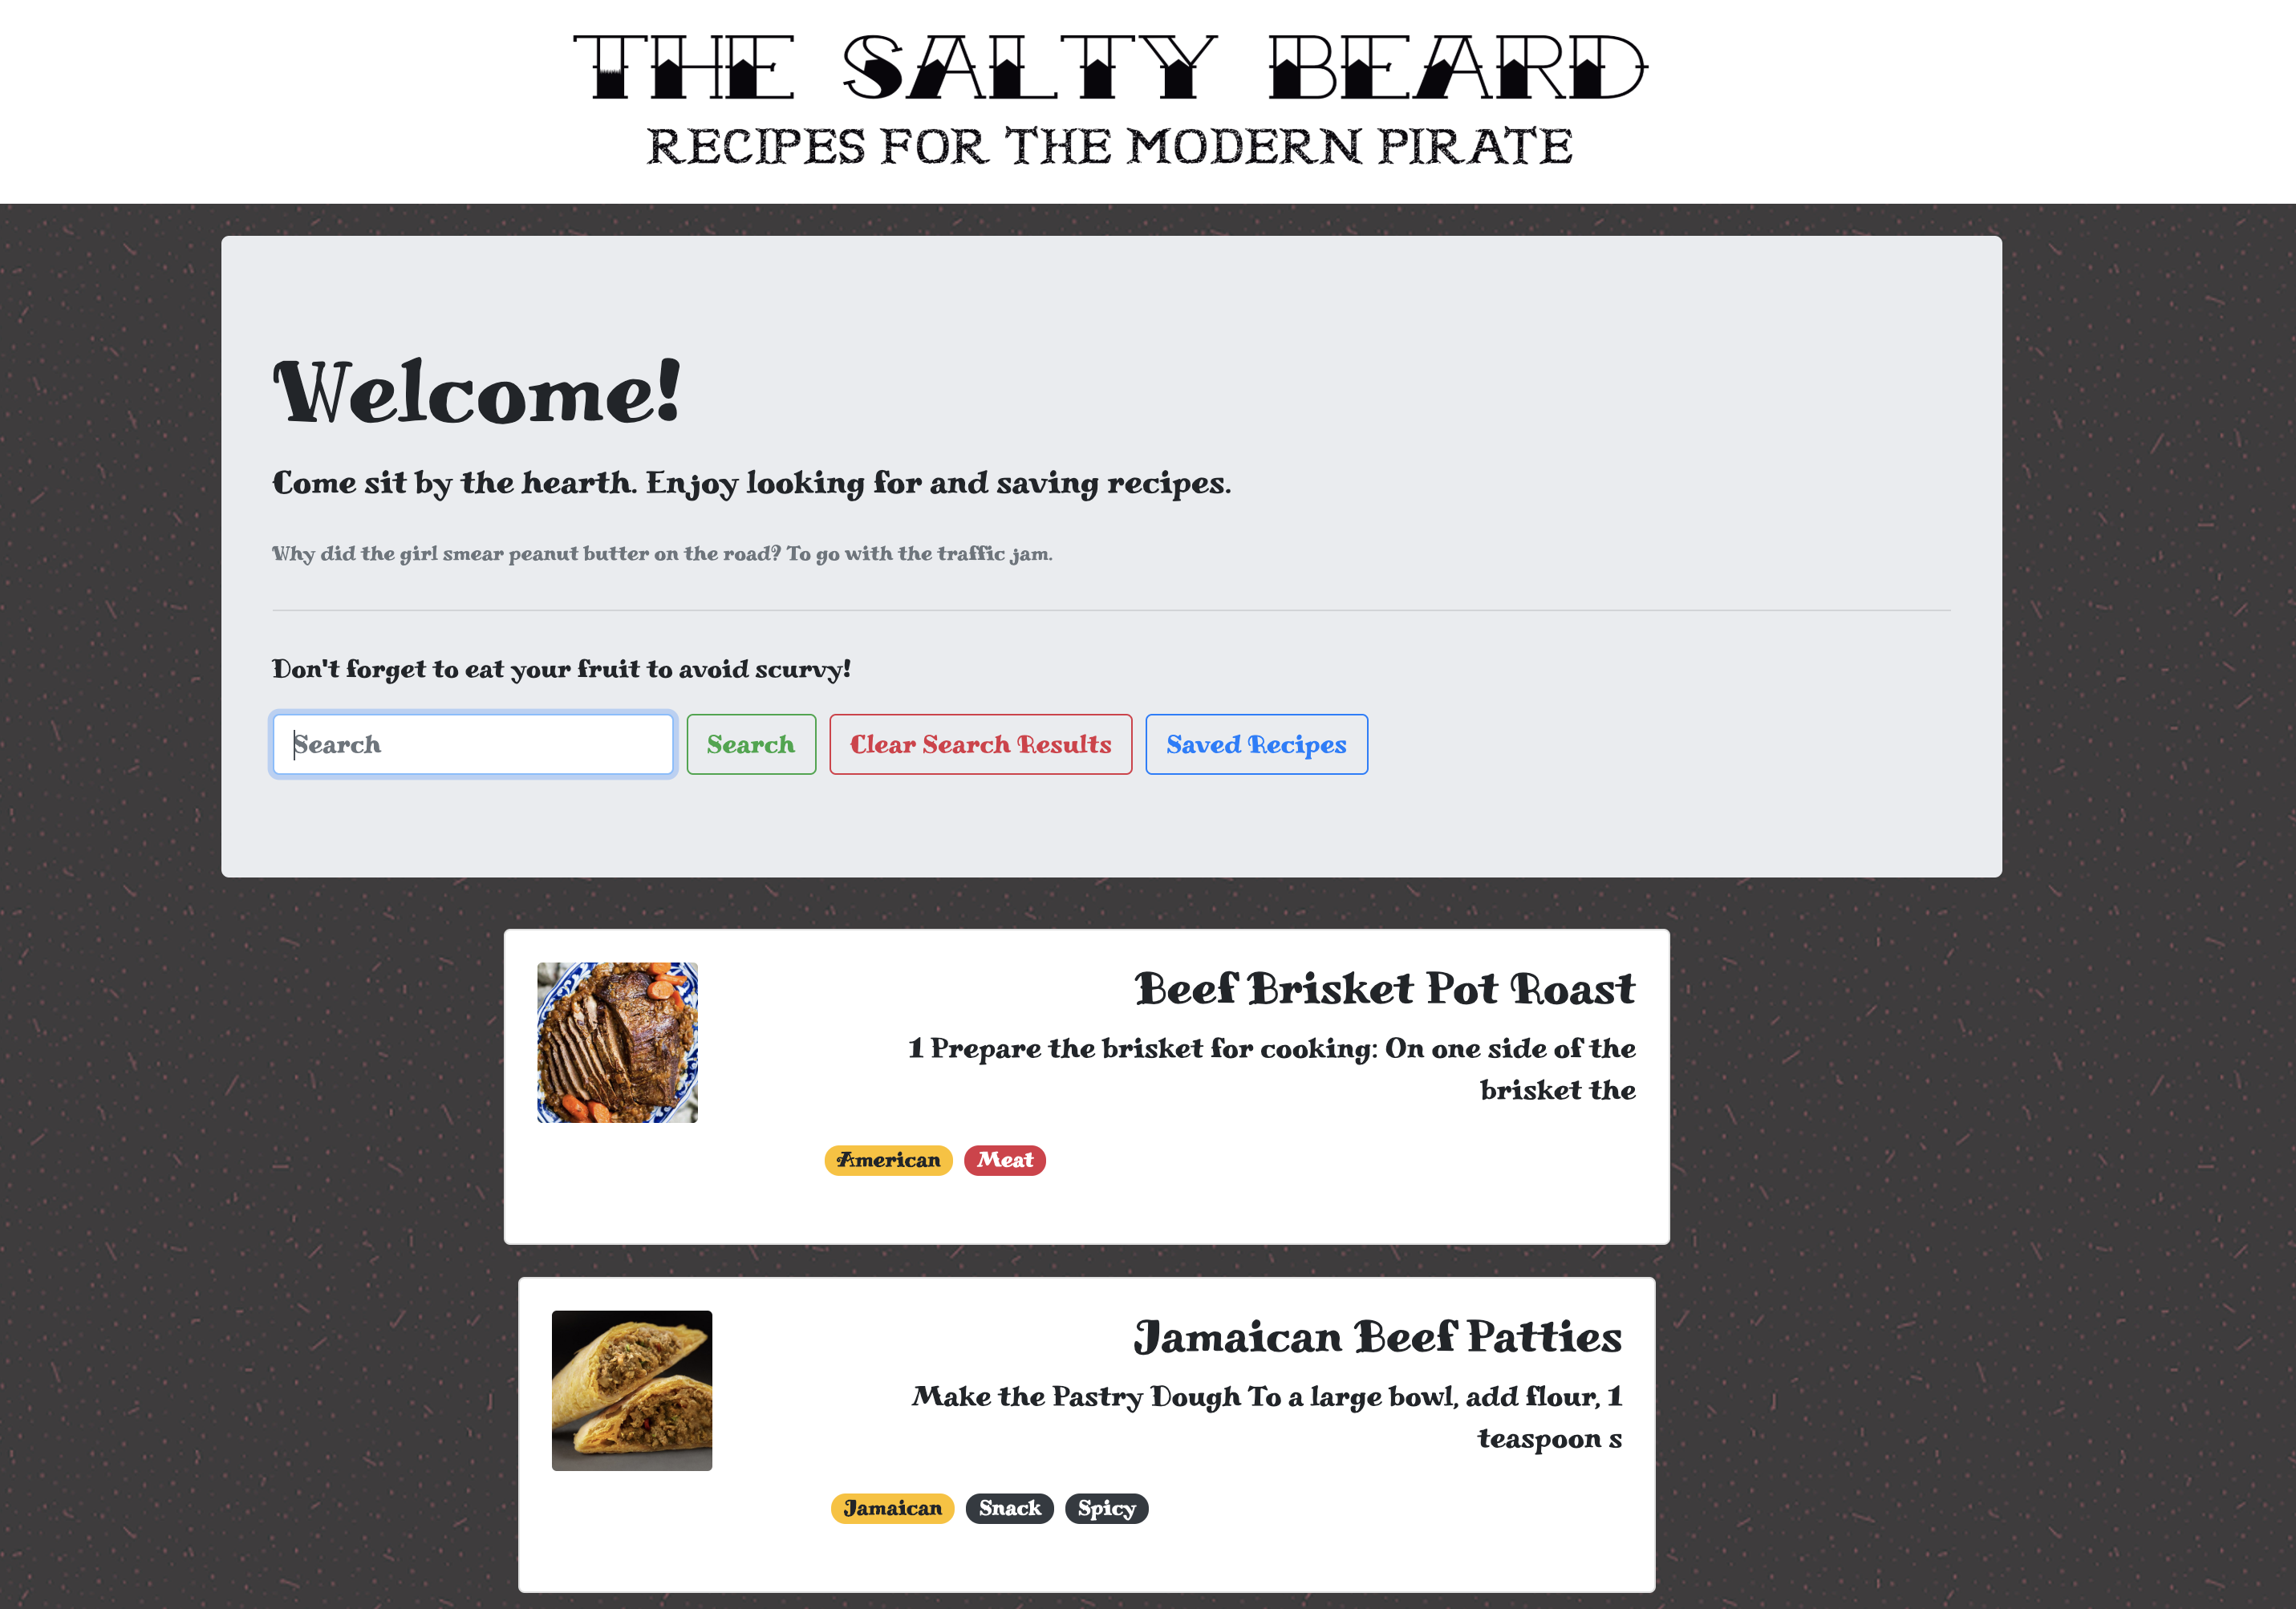 THE SALTY BEARD
RECIPES FOR THE MODERN PIRATE
Welcome!
Come sit by the hearth. Enjoy looking for and saving recipes.
Why did the girl smear peanut butter on the road? To go with the traffic jam.
Don't forget to eat your fruit to avoid scurvy!
Search
Search
Clear Search Results
Saved Recipes
Beef Brisket Pot Roast
1 Prepare the brisket for cooking: On one side of the
brisket the
American
Meat
Jamaican Beef Patties
Make the Pastry Dough To a large bowl, add flour, 1
teaspoon s
Jamaican
Snack
Spicy